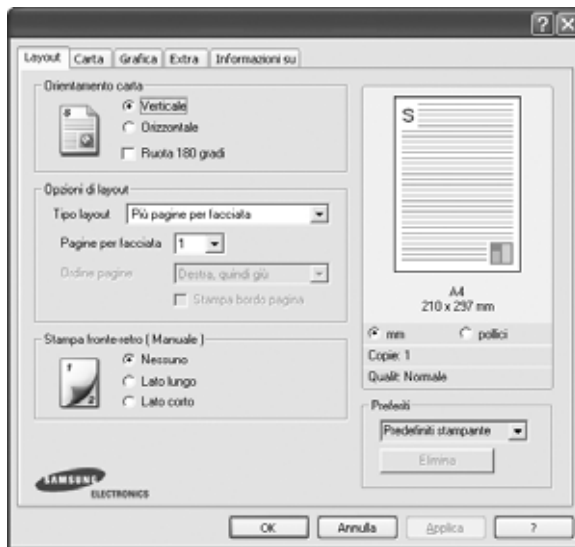 Layout Carta Grafica Extra Informazioni su
Orientamento carta
S
Verticale
Orizzontale
Ruota 180 gradi
Opzioni di layout
Tipo layout Più pagine per facciata
Pagine per facciata 1
Ordine pagine Destra, quindi giù
Stampa bordo pagina
Stampa fronte-retro ( Manuale )
1
2
Nessuno
Lato lungo
Lato corto
SAMSUNG
ELECTRONICS
S
A4
210 x 297 mm
mm pollici
Copie: 1
Qualit: Normale
Preferiti
Predefiniti stampante
Elimina
OK Annulla Applica ?